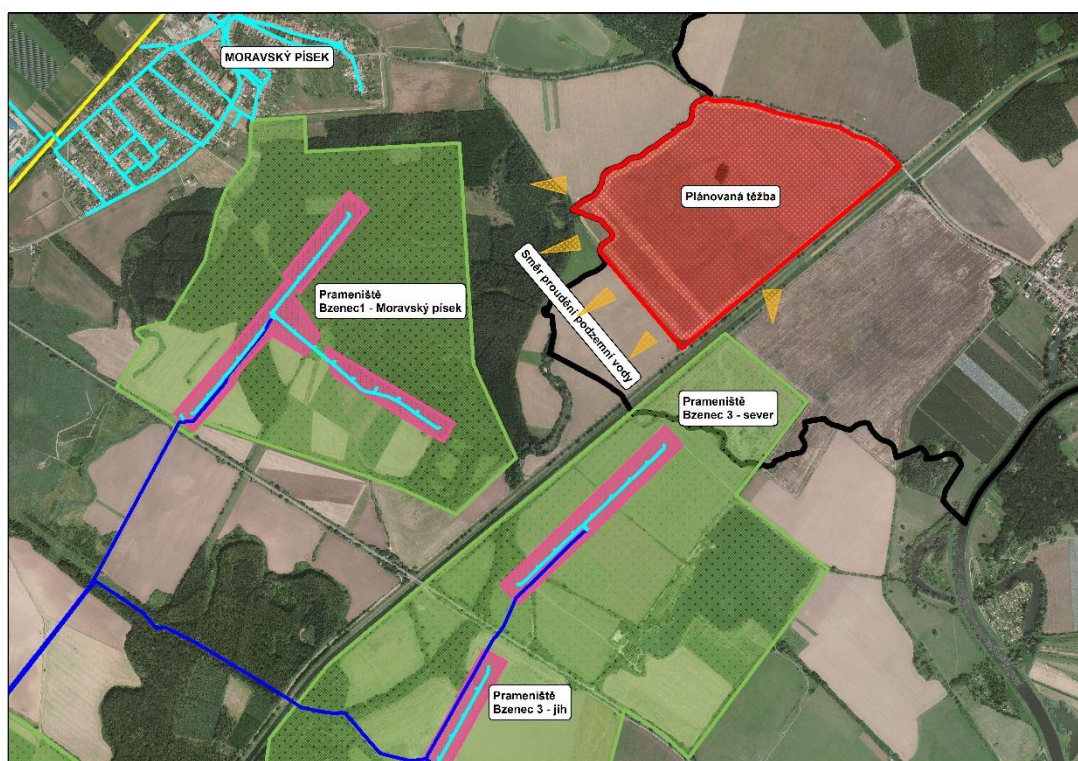 MORAVSKÝ PÍSEK
Plánovaná těžba
Směr proudění podzemní vody
Prameniště
Bzenec1 - Moravský písek
Prameniště
Bzenec 3 - sever
Prameniště
Bzenec 3 - jih